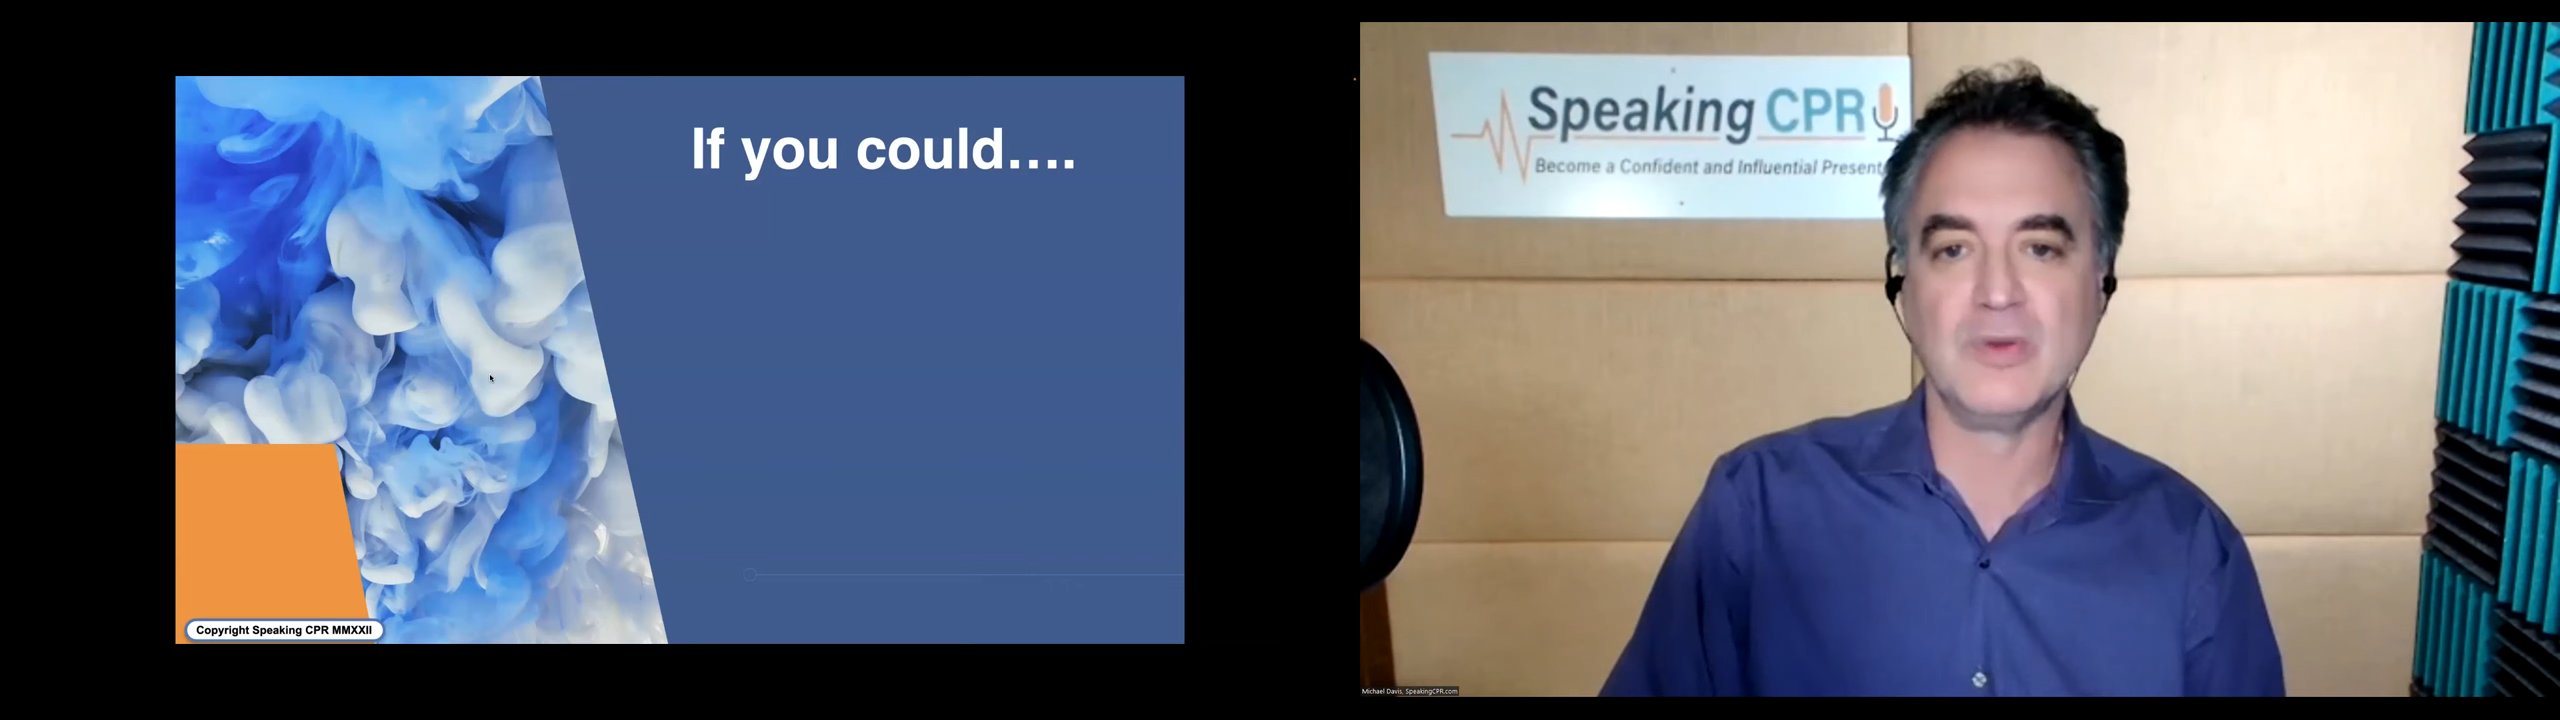 If you could....
Copyright Speaking CPR MMXXII
Speaking CPR
Become a Confident and Influential Present
Michael Davis, SpeakingCPR.com